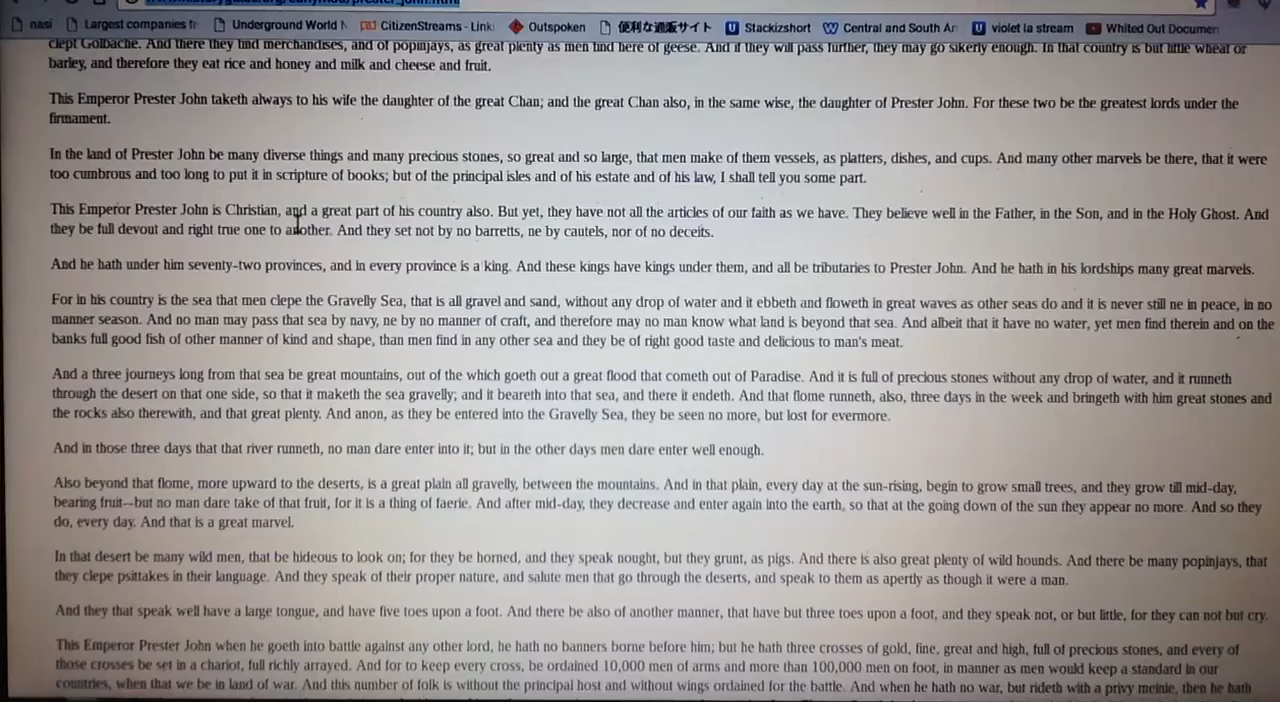 prester_john.html
nasi
Largest companies fr
Underground World N
CitizenStreams - Link
Outspoken
便利な通販サイト
Stackizshort
Central and South Am
violet la stream
Whited Out Documen
clept Golbache. And there they find merchandises, and of popinjays, as great plenty as men find here of geese. And if they will pass further, they may go sikerly enough. In that country is but little wheat or
barley, and therefore they eat rice and honey and milk and cheese and fruit.
This Emperor Prester John taketh always to his wife the daughter of the great Chan; and the great Chan also, in the same wise, the daughter of Prester John. For these two be the greatest lords under the
firmament.
In the land of Prester John be many diverse things and many precious stones, so great and so large, that men make of them vessels, as platters, dishes, and cups. And many other marvels be there, that it were
too cumbrous and too long to put it in scripture of books; but of the principal isles and of his estate and of his law, I shall tell you some part.
This Emperor Prester John is Christian, and a great part of his country also. But yet, they have not all the articles of our faith as we have. They believe well in the Father, in the Son, and in the Holy Ghost. And
they be full devout and right true one to another. And they set not by no barretts, ne by cautels, nor of no deceits.
And he hath under him seventy-two provinces, and in every province is a king. And these kings have kings under them, and all be tributaries to Prester John. And he hath in his lordships many great marvels.
For in his country is the sea that men clepe the Gravelly Sea, that is all gravel and sand, without any drop of water and it ebbeth and floweth in great waves as other seas do and it is never still ne in peace, in no
manner season. And no man may pass that sea by navy, ne by no manner of craft, and therefore may no man know what land is beyond that sea. And albeit that it have no water, yet men find therein and on the
banks full good fish of other manner of kind and shape, than men find in any other sea and they be of right good taste and delicious to man's meat.
And a three journeys long from that sea be great mountains, out of the which goeth out a great flood that cometh out of Paradise. And it is full of precious stones without any drop of water, and it runneth
through the desert on that one side, so that it maketh the sea gravelly; and it beareth into that sea, and there it endeth. And that flome runneth, also, three days in the week and bringeth with him great stones and
the rocks also therewith, and that great plenty. And anon, as they be entered into the Gravelly Sea, they be seen no more, but lost for evermore.
And in those three days that that river runneth, no man dare enter into it; but in the other days men dare enter well enough.
Also beyond that flome, more upward to the deserts, is a great plain all gravelly, between the mountains. And in that plain, every day at the sun-rising, begin to grow small trees, and they grow till mid-day,
bearing fruit—but no man dare take of that fruit, for it is a thing of faerie. And after mid-day, they decrease and enter again into the earth, so that at the going down of the sun they appear no more. And so they
do, every day. And that is a great marvel.
In that desert be many wild men, that be hideous to look on; for they be horned, and they speak nought, but they grunt, as pigs. And there is also great plenty of wild hounds. And there be many popinjays, that
they clepe psittakes in their language. And they speak of their proper nature, and salute men that go through the deserts, and speak to them as apertly as though it were a man.
And they that speak well have a large tongue, and have five toes upon a foot. And there be also of another manner, that have but three toes upon a foot, and they speak not, or but little, for they can not but cry.
This Emperor Prester John when he goeth into battle against any other lord, he hath no banners borne before him; but he hath three crosses of gold, fine, great and high, full of precious stones, and every of
those crosses be set in a chariot, full richly arrayed. And for to keep every cross, be ordained 10,000 men of arms and more than 100,000 men on foot, in manner as men would keep a standard in our
countries, when that we be in land of war. And this number of folk is without the principal host and without wings ordained for the battle. And when he hath no war, but rideth with a privy meinie, then he hath